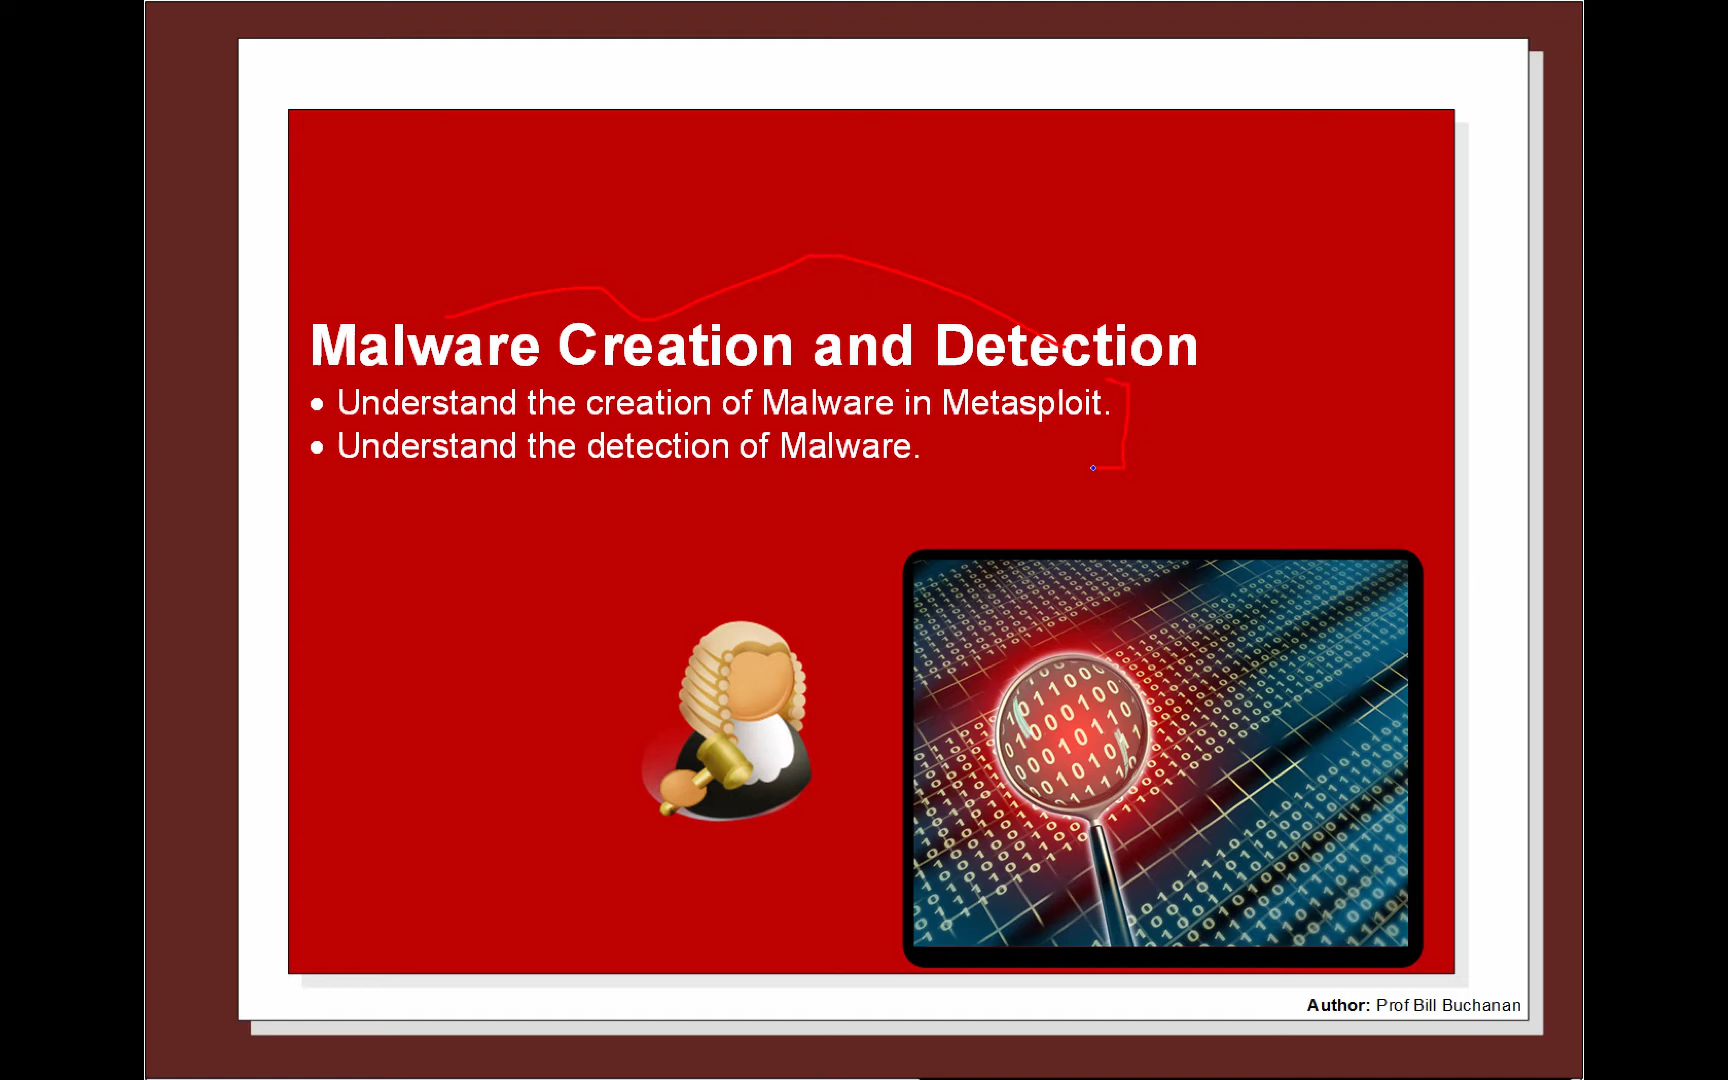 Malware Creation and Detection
• Understand the creation of Malware in Metasploit.
• Understand the detection of Malware.
Author: Prof Bill Buchanan